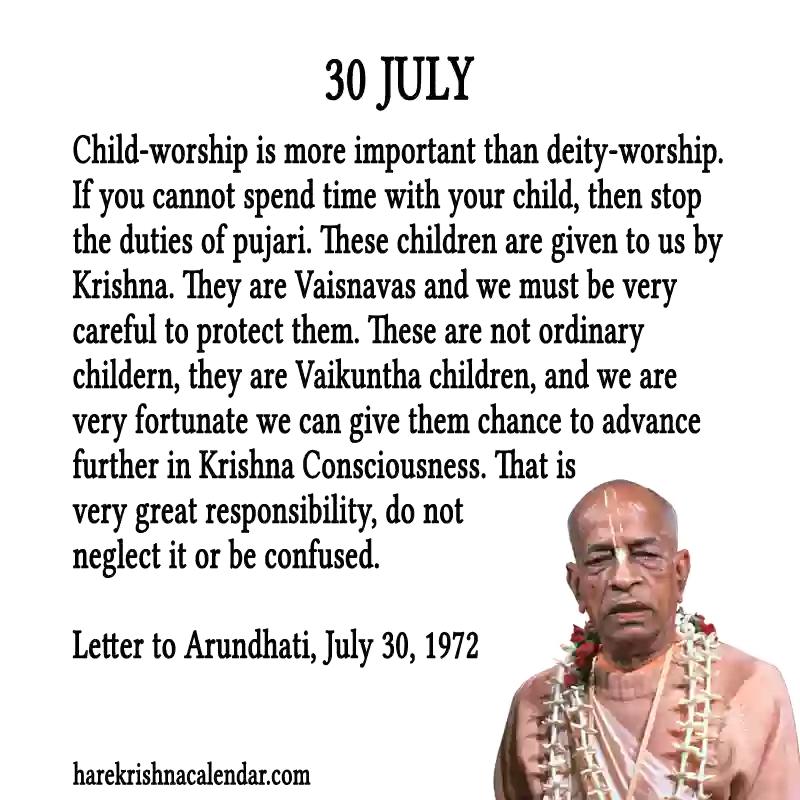 30 JULY
Child-worship is more important than deity-worship.
If you cannot spend time with your child, then stop
the duties of pujari. These children are given to us by
Krishna. They are Vaisnavas and we must be very
careful to protect them. These are not ordinary
childern, they are Vaikuntha children, and we are
very fortunate we can give them chance to advance
further in Krishna Consciousness. That is
very great responsibility, do not
neglect it or be confused.
Letter to Arundhati, July 30, 1972
harekrishnacalendar.com